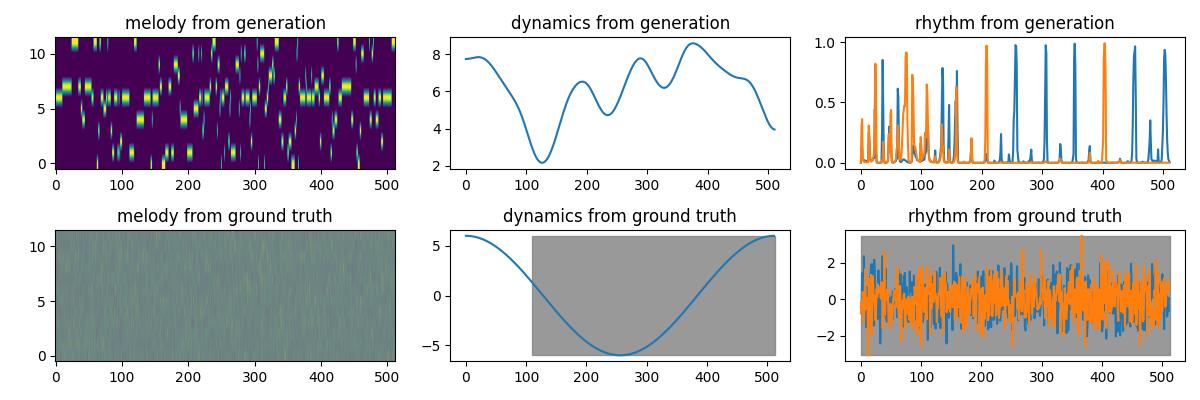 melody from generation
10
5
0
0 100 200 300 400 500
dynamics from generation
8
6
4
2
0 100 200 300 400 500
rhythm from generation
1.0
0.5
0.0
0 100 200 300 400 500
melody from ground truth
10
5
0
0 100 200 300 400 500
dynamics from ground truth
5
0
−5
0 100 200 300 400 500
rhythm from ground truth
2
0
−2
0 100 200 300 400 500